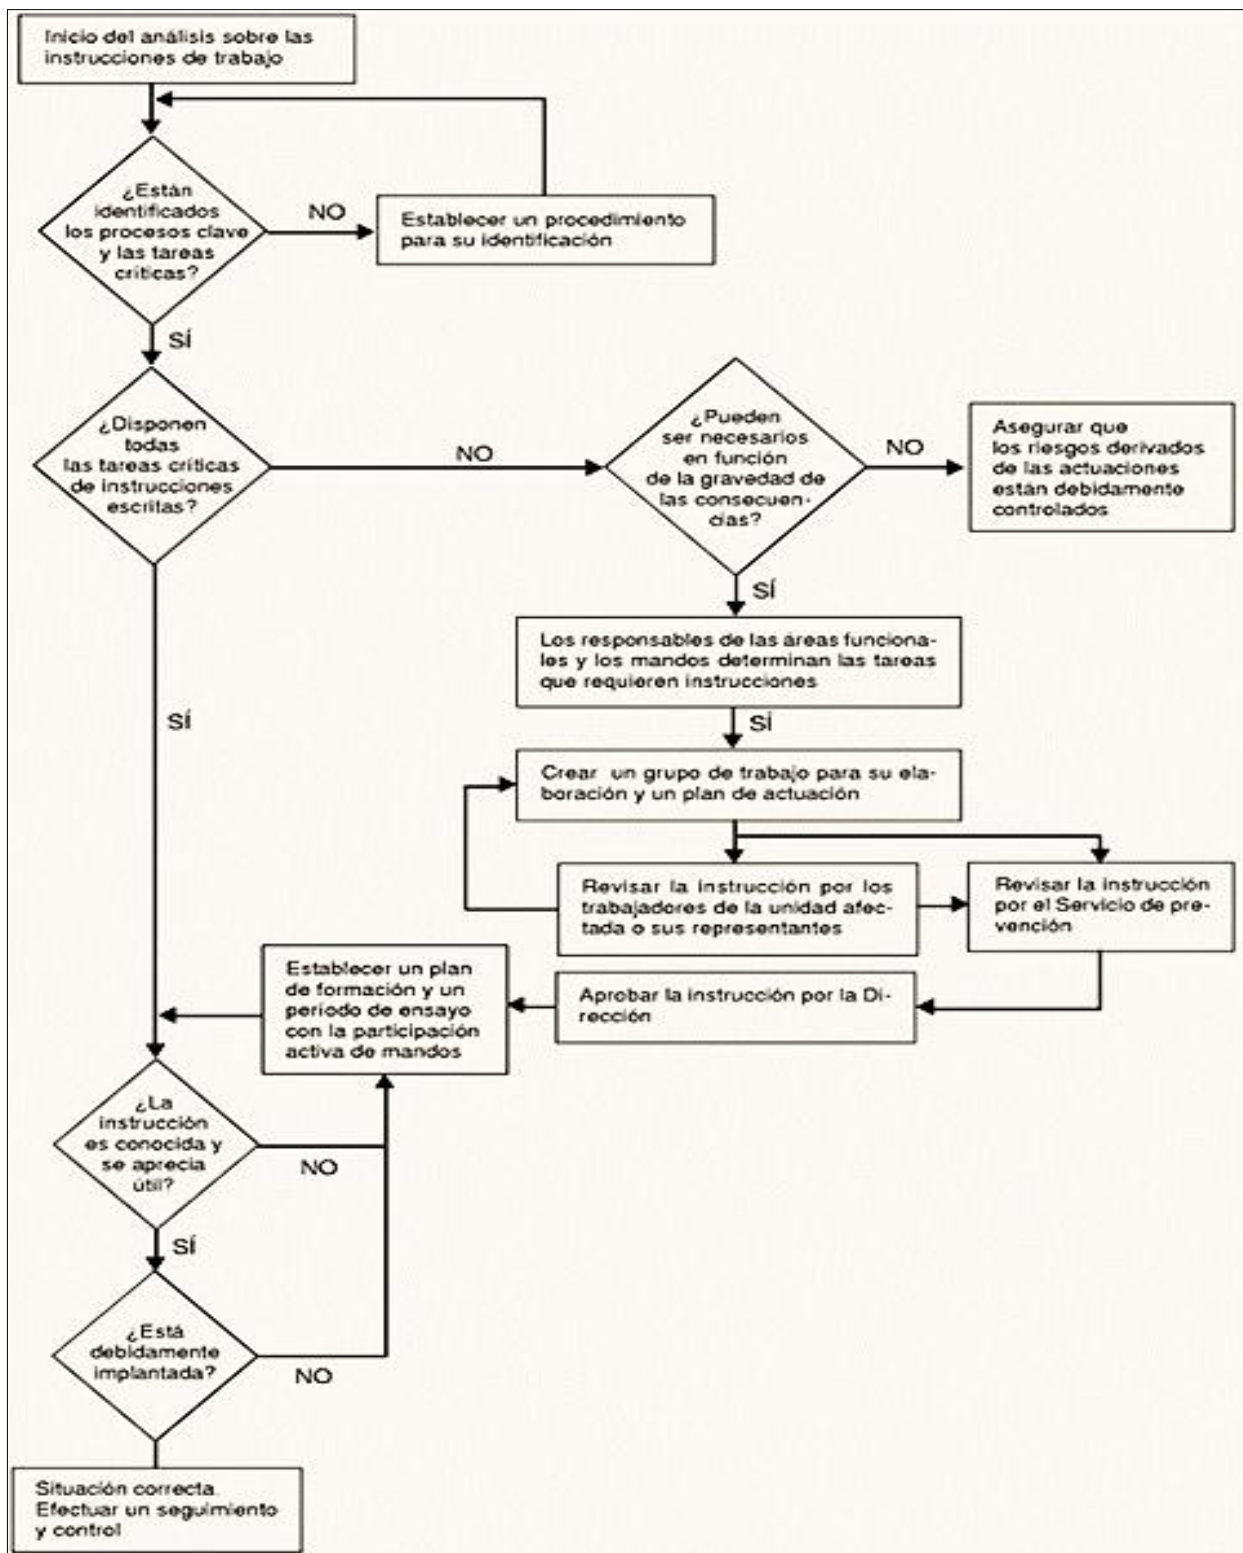 Inicio del análisis sobre las
instrucciones de trabajo
¿Están
identificados
los procesos clave
y las tareas
críticas?
NO
Establecer un procedimiento
para su identificación
SÍ
¿Disponen
todas
las tareas críticas
de instrucciones
escritas?
NO
¿Pueden
ser necesarios
en función
de la gravedad de
las consecuen-
cias?
NO
Asegurar que
los riesgos derivados
de las actuaciones
están debidamente
controlados
SÍ
Los responsables de las áreas funciona-
les y los mandos determinan las tareas
que requieren instrucciones
SÍ
SÍ
Crear un grupo de trabajo para su ela-
boración y un plan de actuación
Revisar la instrucción por los
trabajadores de la unidad afec-
tada o sus representantes
Revisar la instrucción
por el Servicio de pre-
vención
Establecer un plan
de formación y un
período de ensayo
con la participación
activa de mandos
Aprobar la instrucción por la Di-
rección
¿La
instrucción
es conocida y
se aprecia
útil?
NO
SÍ
¿Está
debidamente
implantada?
NO
Situación correcta.
Efectuar un seguimiento
y control